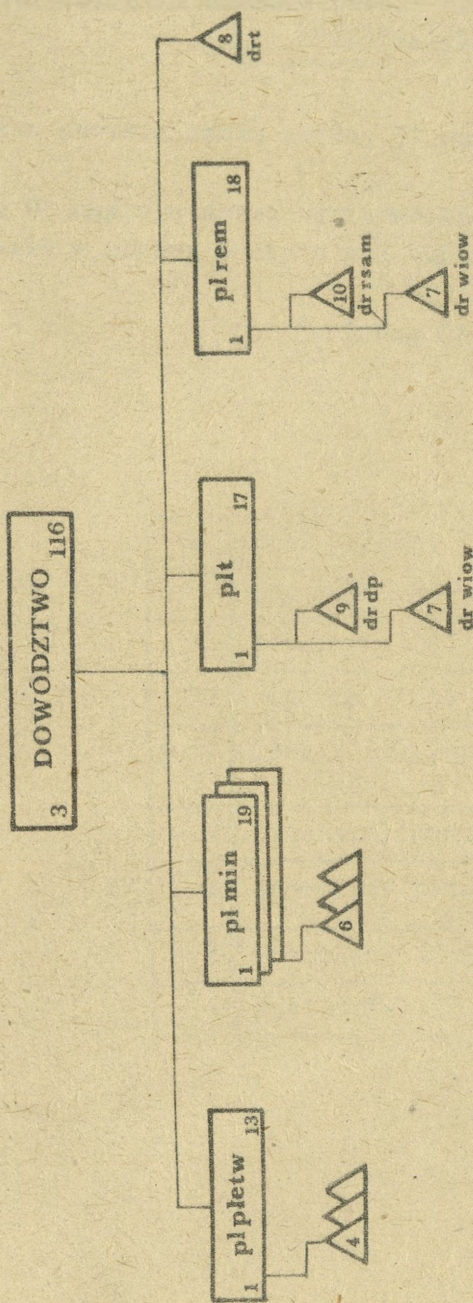 DOWÓDZTWO
3 116
pl płetw
1 13
4
pl min
1 19
6
plt
1 17
9
dr dp
7
dr wiow
pl rem
1 18
10
dr rsam
7
dr wiow
8
drt